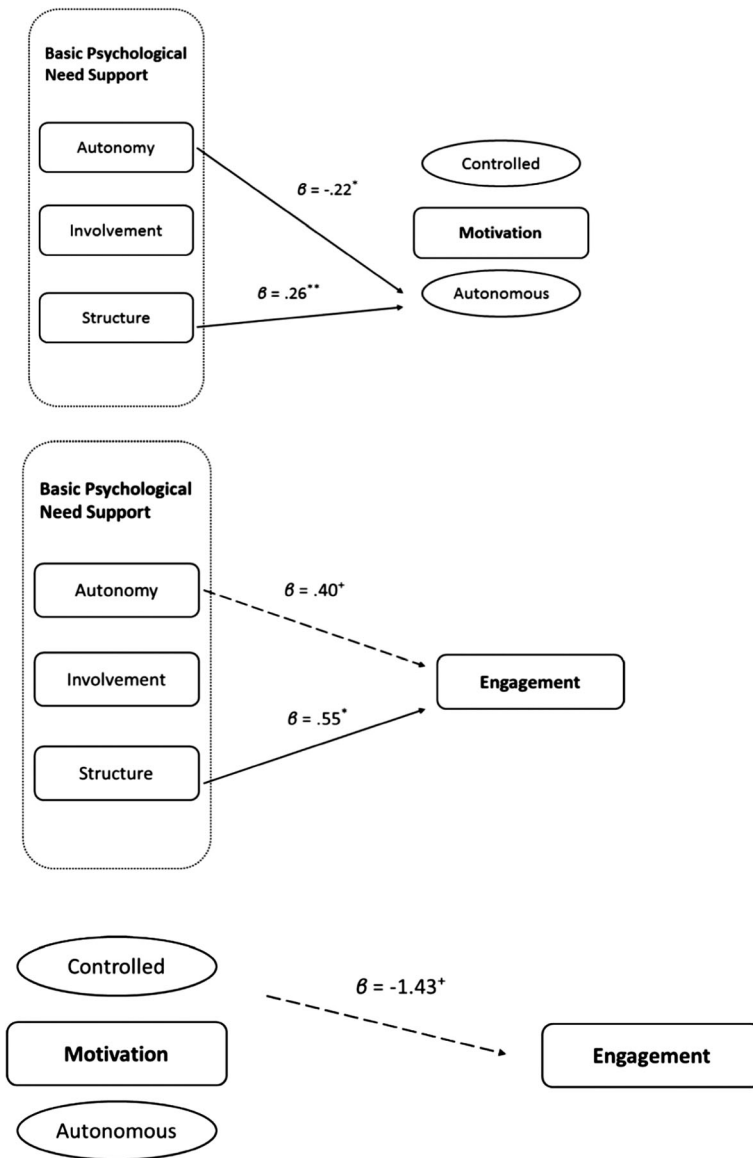 Basic Psychological
Need Support
Autonomy
Involvement
Structure
β = -.22*
β = .26**
Controlled
Motivation
Autonomous
Basic Psychological
Need Support
Autonomy
Involvement
Structure
β = .40+
β = .55*
Engagement
Controlled
Motivation
Autonomous
β = -1.43+
Engagement